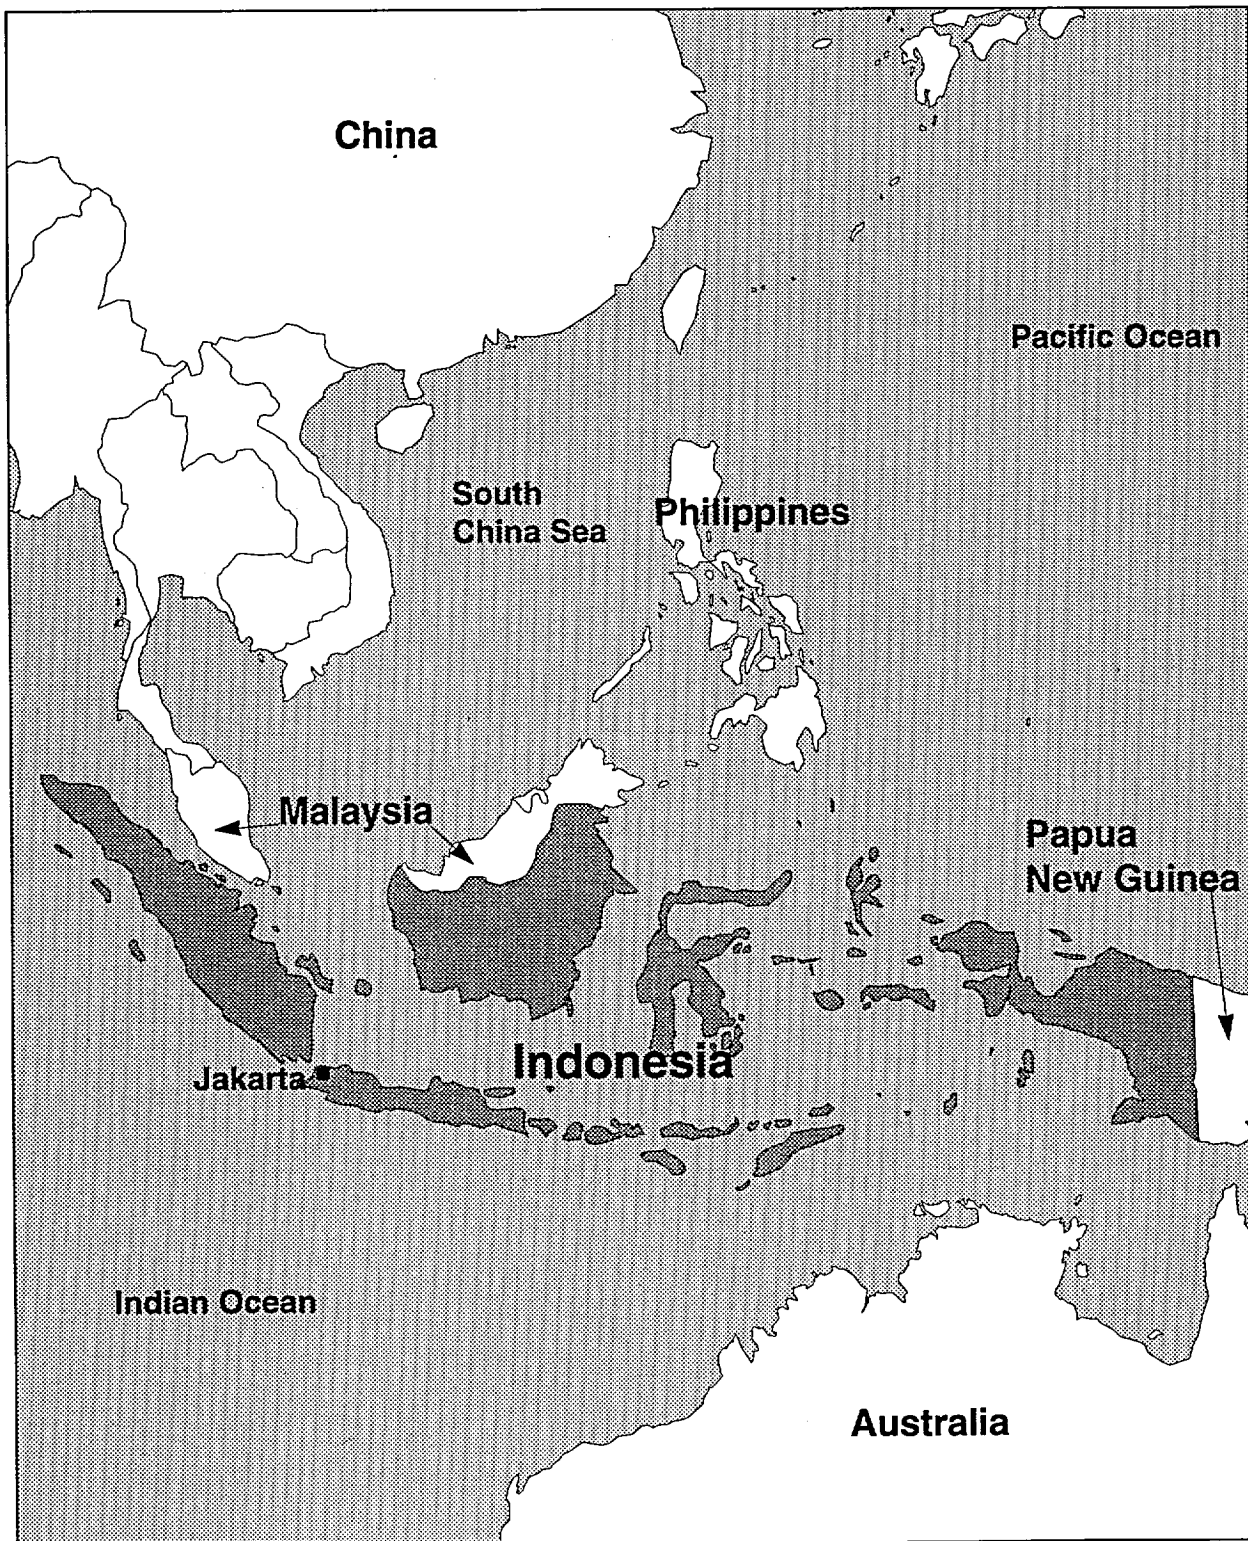 China
Pacific Ocean
South
China Sea
Philippines
Malaysia
Papua
New Guinea
Indonesia
Jakarta
Indian Ocean
Australia